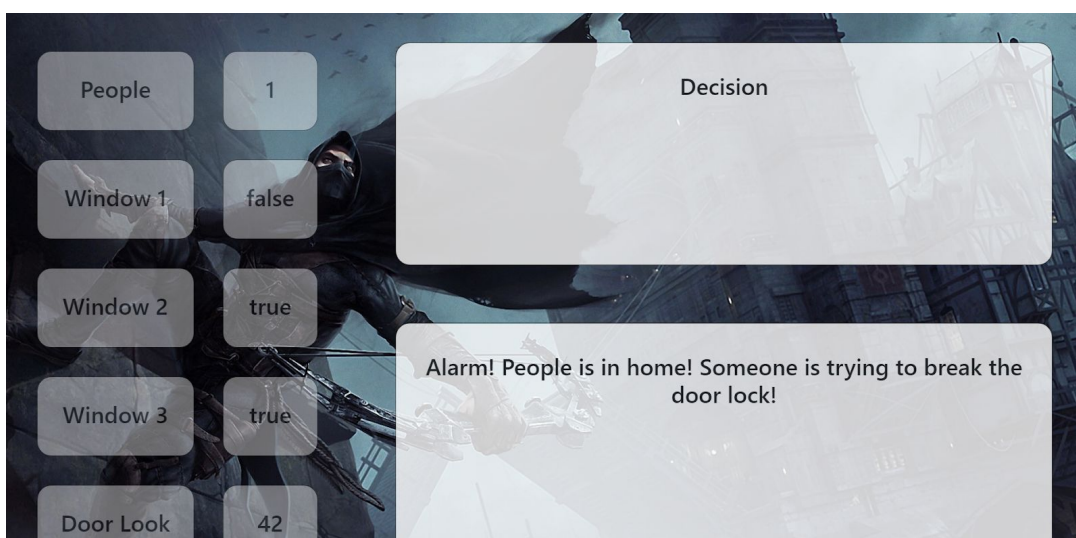 People 1
Decision
Window 1 false
Window 2 true
Alarm! People is in home! Someone is trying to break the
door lock!
Window 3 true
Door Look 42